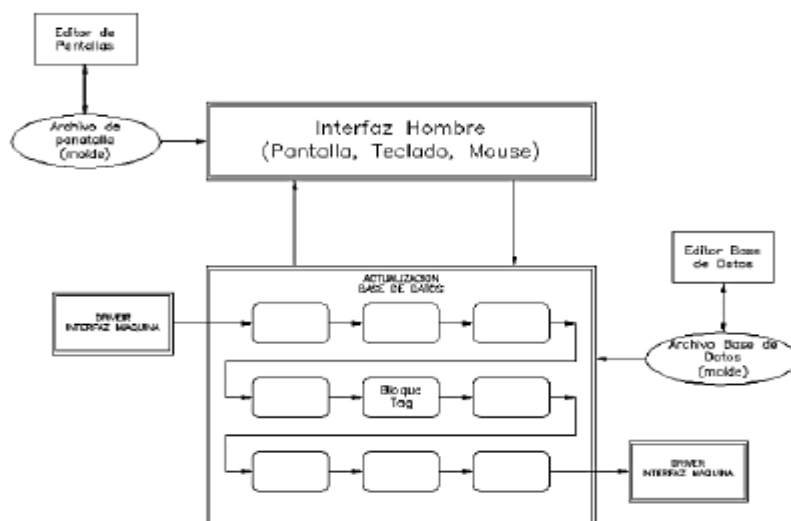 Editor de
Pantallas
Archivo de
panatalla
(molde)
Interfaz Hombre
(Pantalla, Teclado, Mouse)
Editor Base
de Datos
ACTUALIZACION
BASE DE DATOS
DRIVER
INTERFAZ MAQUINA
Archivo Base de
Datos
(molde)
Bloque
Tag
DRIVER
INTERFAZ MAQUINA